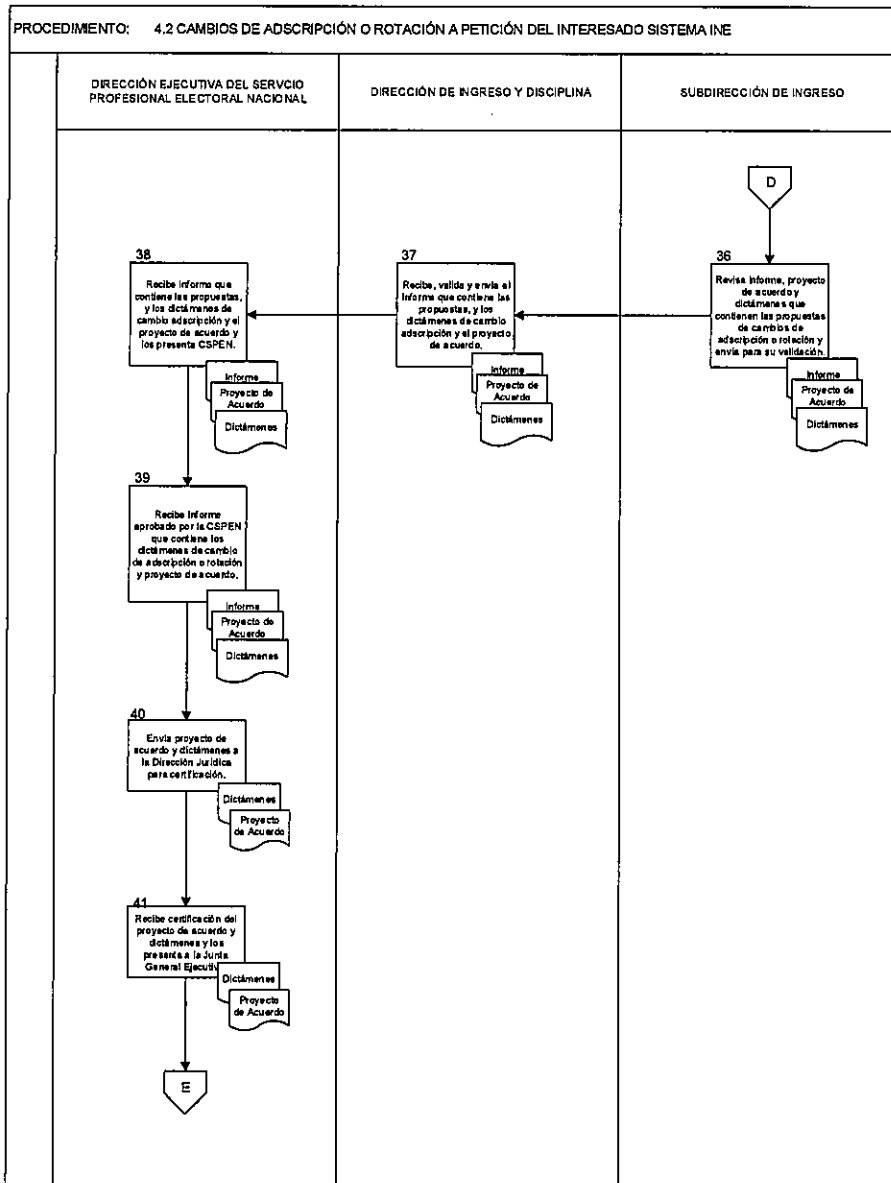 PROCEDIMIENTO: 4.2 CAMBIOS DE ADSCRIPCIÓN O ROTACIÓN A PETICIÓN DEL INTERESADO SISTEMA INE
DIRECCIÓN EJECUTIVA DEL SERVCIO
PROFESIONAL ELECTORAL NACIONAL
DIRECCIÓN DE INGRESO Y DISCIPLINA
SUBDIRECCIÓN DE INGRESO
D
36
Revisa Informe, proyecto
de acuerdo y
dictámenes que
contienen las propuestas
de cambios de
adscripción o rotación y
envía para su validación.
Informe
Proyecto de
Acuerdo
Dictámenes
37
Recibe, valida y envía el
Informe que contiene las
propuestas, y los
dictámenes de cambio
adscripción y el proyecto
de acuerdo.
Informe
Proyecto de
Acuerdo
Dictámenes
38
Recibe Informe que
contiene las propuestas,
y los dictámenes de
cambio adscripción y el
proyecto de acuerdo y
los presenta CSPEN.
Informe
Proyecto de
Acuerdo
Dictámenes
39
Recibe Informe
aprobado por la CSPEN
que contiene los
dictámenes de cambio
de adscripción o rotación
y proyecto de acuerdo.
Informe
Proyecto de
Acuerdo
Dictámenes
40
Envía proyecto de
acuerdo y dictámenes a
la Dirección Jurídica
para certificación.
Dictámenes
Proyecto
de Acuerdo
41
Recibe certificación del
proyecto de acuerdo y
dictámenes y los
presenta a la Junta
General Ejecutiv
Dictámenes
Proyecto
de Acuerdo
E